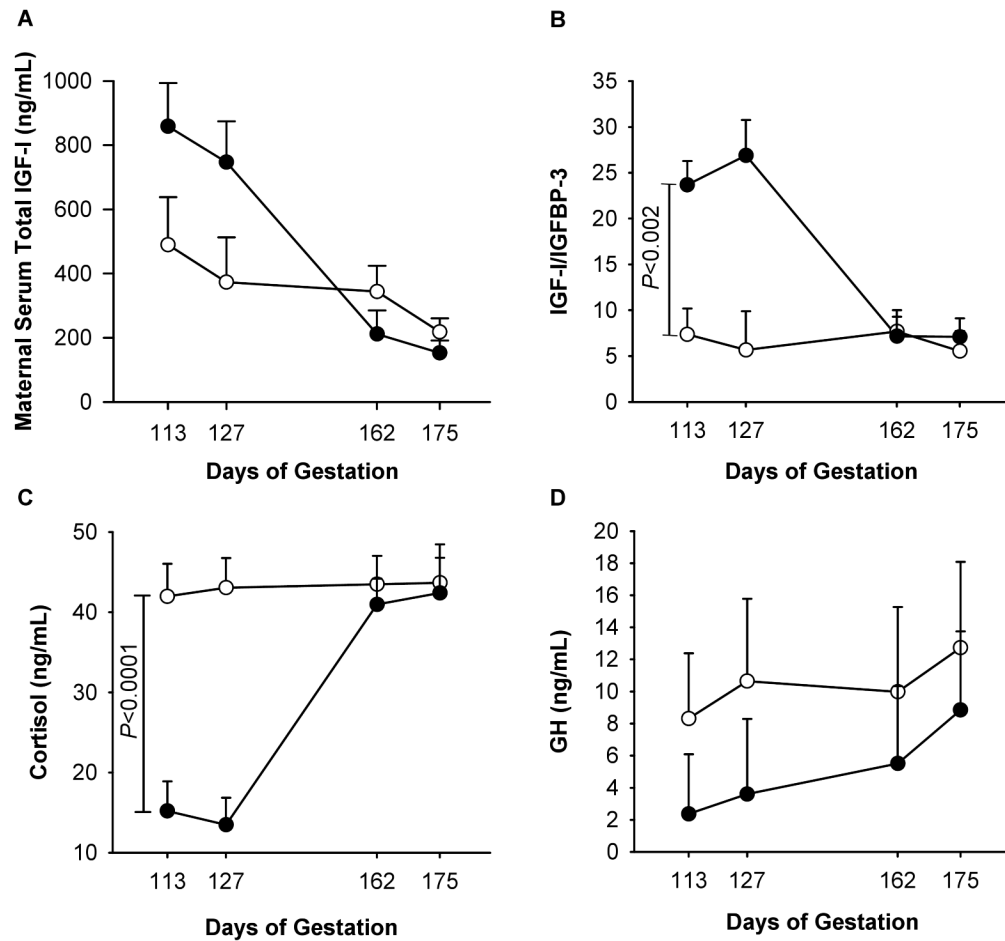 A
Maternal Serum Total IGF-I (ng/mL)
1000
800
600
400
200
0
113 127 162 175
Days of Gestation
B
IGF-I/IGFBP-3
35
30
25
20
15
10
5
0
P<0.002
113 127 162 175
Days of Gestation
C
Cortisol (ng/mL)
50
40
30
20
10
P<0.0001
113 127 162 175
Days of Gestation
D
GH (ng/mL)
20
18
16
14
12
10
8
6
4
2
0
113 127 162 175
Days of Gestation